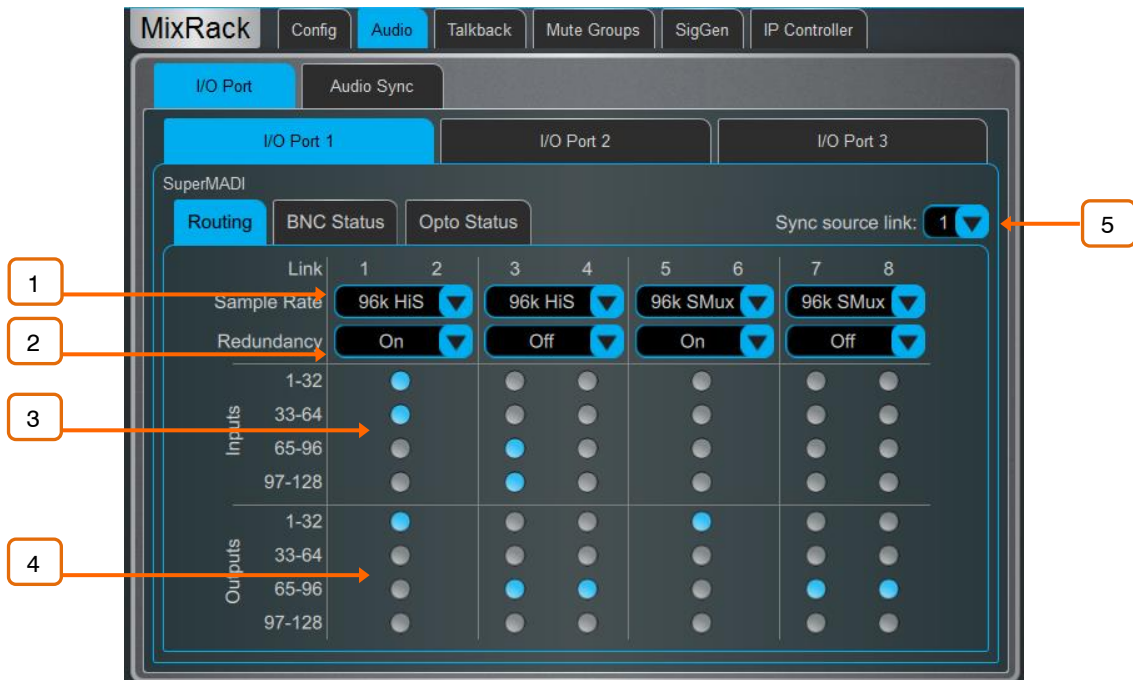 MixRack Config Audio Talkback Mute Groups SigGen IP Controller
I/O Port Audio Sync
I/O Port 1 I/O Port 2 I/O Port 3
SuperMADI
Routing BNC Status Opto Status Sync source link: 1
5
Link 1 2 3 4 5 6 7 8
1
Sample Rate 96k HiS 96k HiS 96k SMux 96k SMux
2
Redundancy On Off On Off
Inputs
1-32
33-64
3
65-96
97-128
Outputs
1-32
33-64
4
65-96
97-128